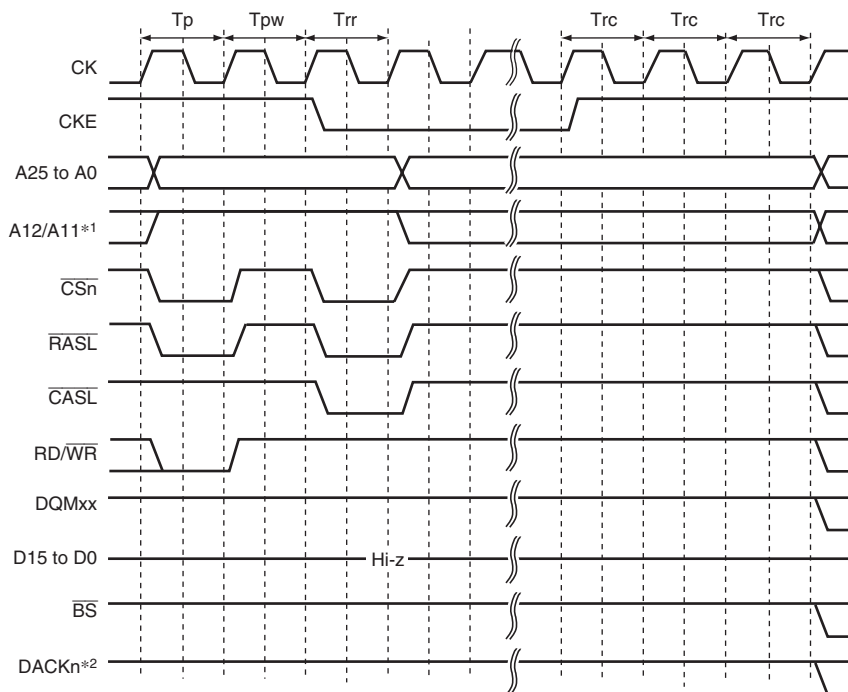 Tp Tpw Trr Trc Trc Trc
CK
CKE
A25 to A0
A12/A11*1
CSn
RASL
CASL
RD/WR
DQMxx
D15 to D0 Hi-z
BS
DACKn*2